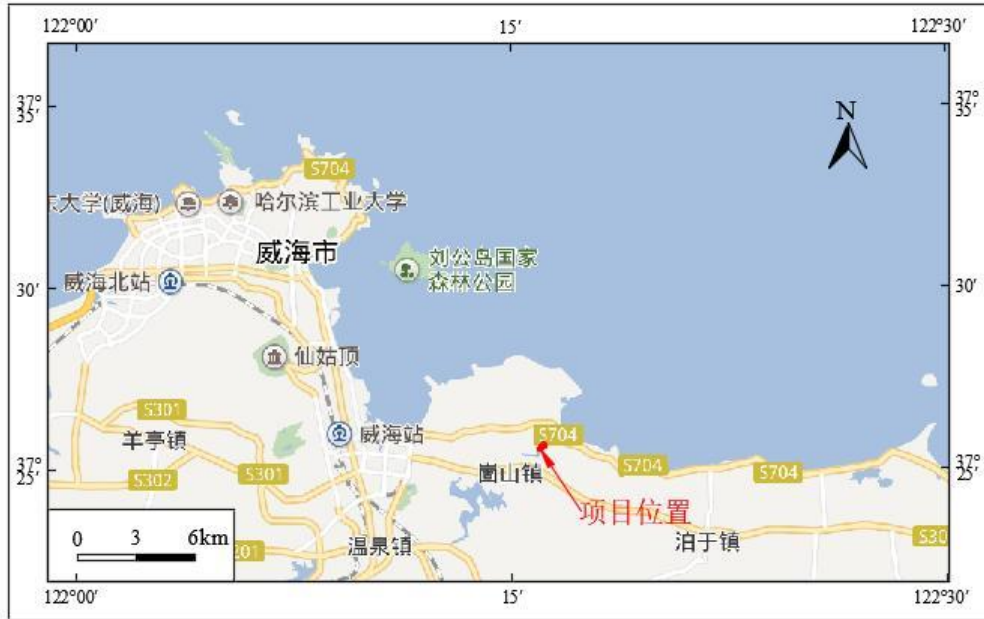 122°00′
15′
122°30′
37°
35′
37°
35′
N
S704
东大学(威海)
哈尔滨工业大学
威海市
刘公岛国家
森林公园
威海北站
30′
30′
仙姑顶
S301
羊亭镇
威海站
S704
S704
S704
37°
25′
37°
25′
S302
S301
崮山镇
项目位置
泊于镇
温泉镇
0 3 6km
201
S30
122°00′
15′
122°30′